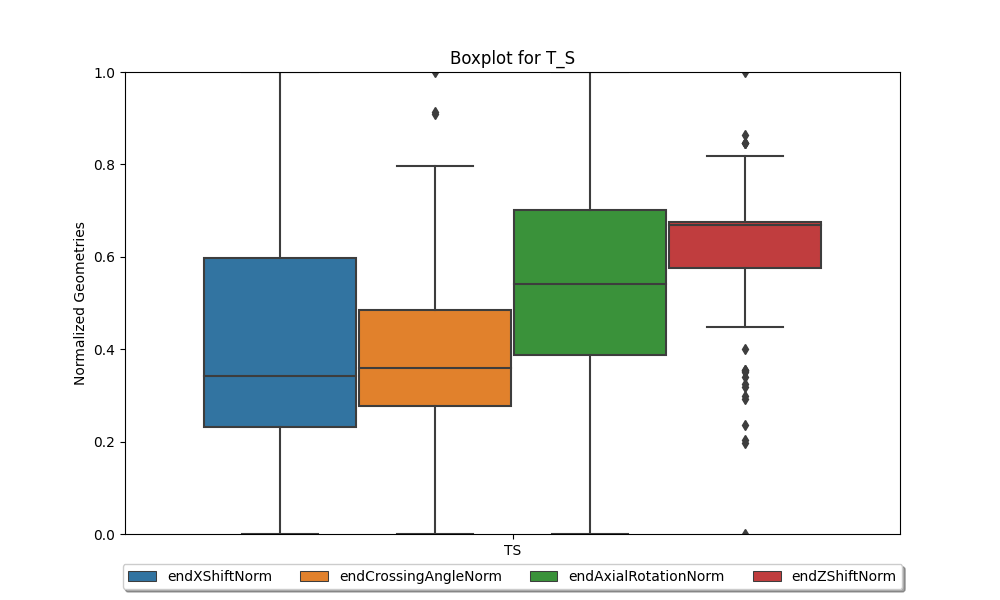 Boxplot for T_S
1.0
0.8
0.6
0.4
0.2
0.0
Normalized Geometries
TS
endXShiftNorm endCrossingAngleNorm endAxialRotationNorm endZShiftNorm